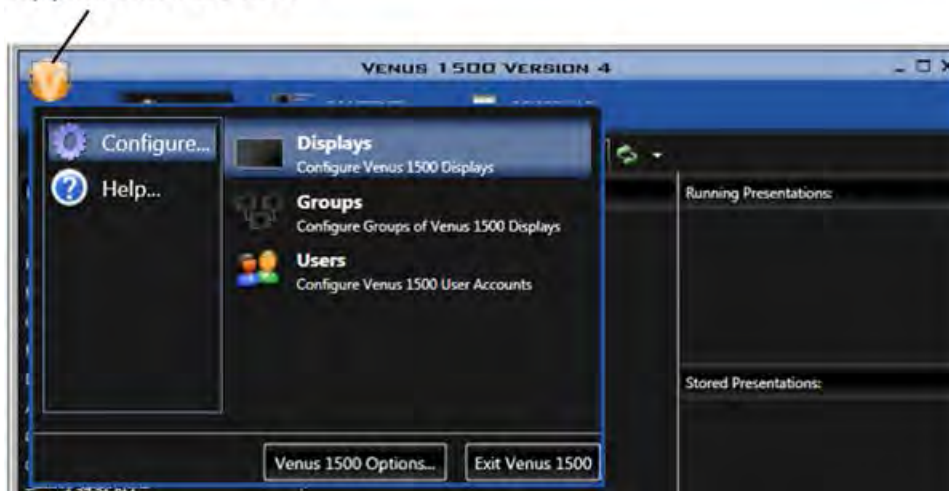 VENUS 1500 VERSION 4
V
Configure...
Help...
Displays
Configure Venus 1500 Displays
Groups
Configure Groups of Venus 1500 Displays
Users
Configure Venus 1500 User Accounts
Running Presentations:
Stored Presentations:
Venus 1500 Options...
Exit Venus 1500